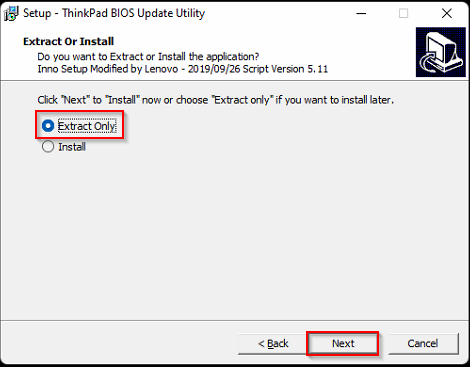 Setup - ThinkPad BIOS Update Utility
Extract Or Install
Do you want to Extract or Install the application?
Inno Setup Modified by Lenovo - 2019/09/26 Script Version 5.11
Click "Next" to "Install" now or choose "Extract only" if you want to install later.
Extract Only
Install
< Back Next Cancel